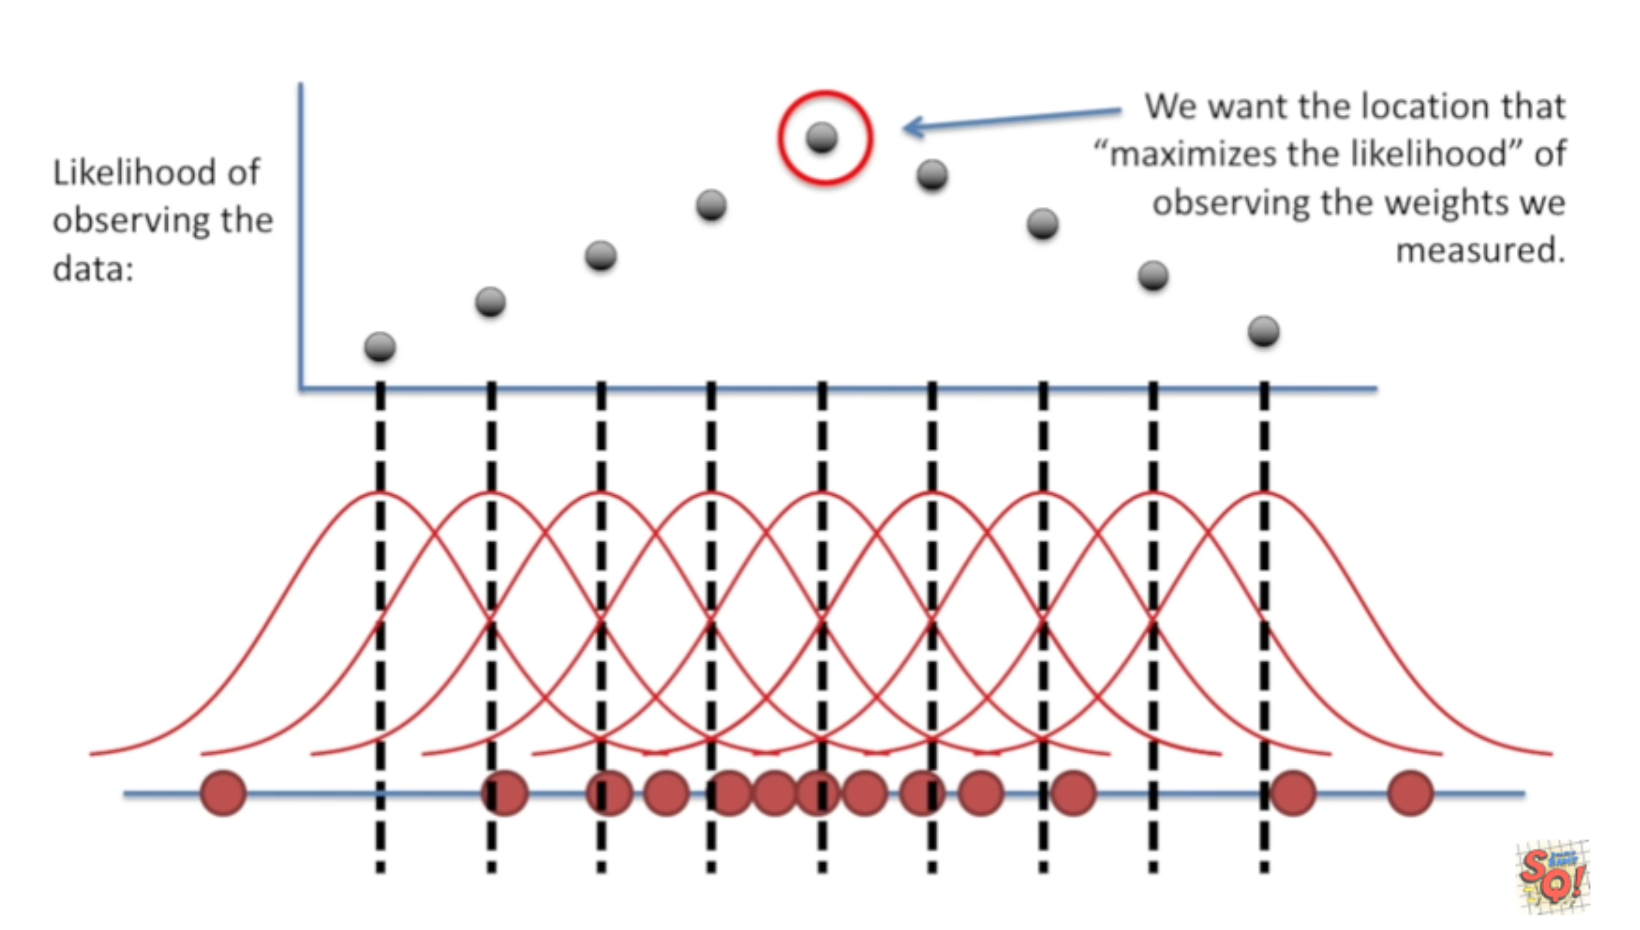 Likelihood of
observing the
data:
We want the location that
“maximizes the likelihood” of
observing the weights we
measured.
SQ!